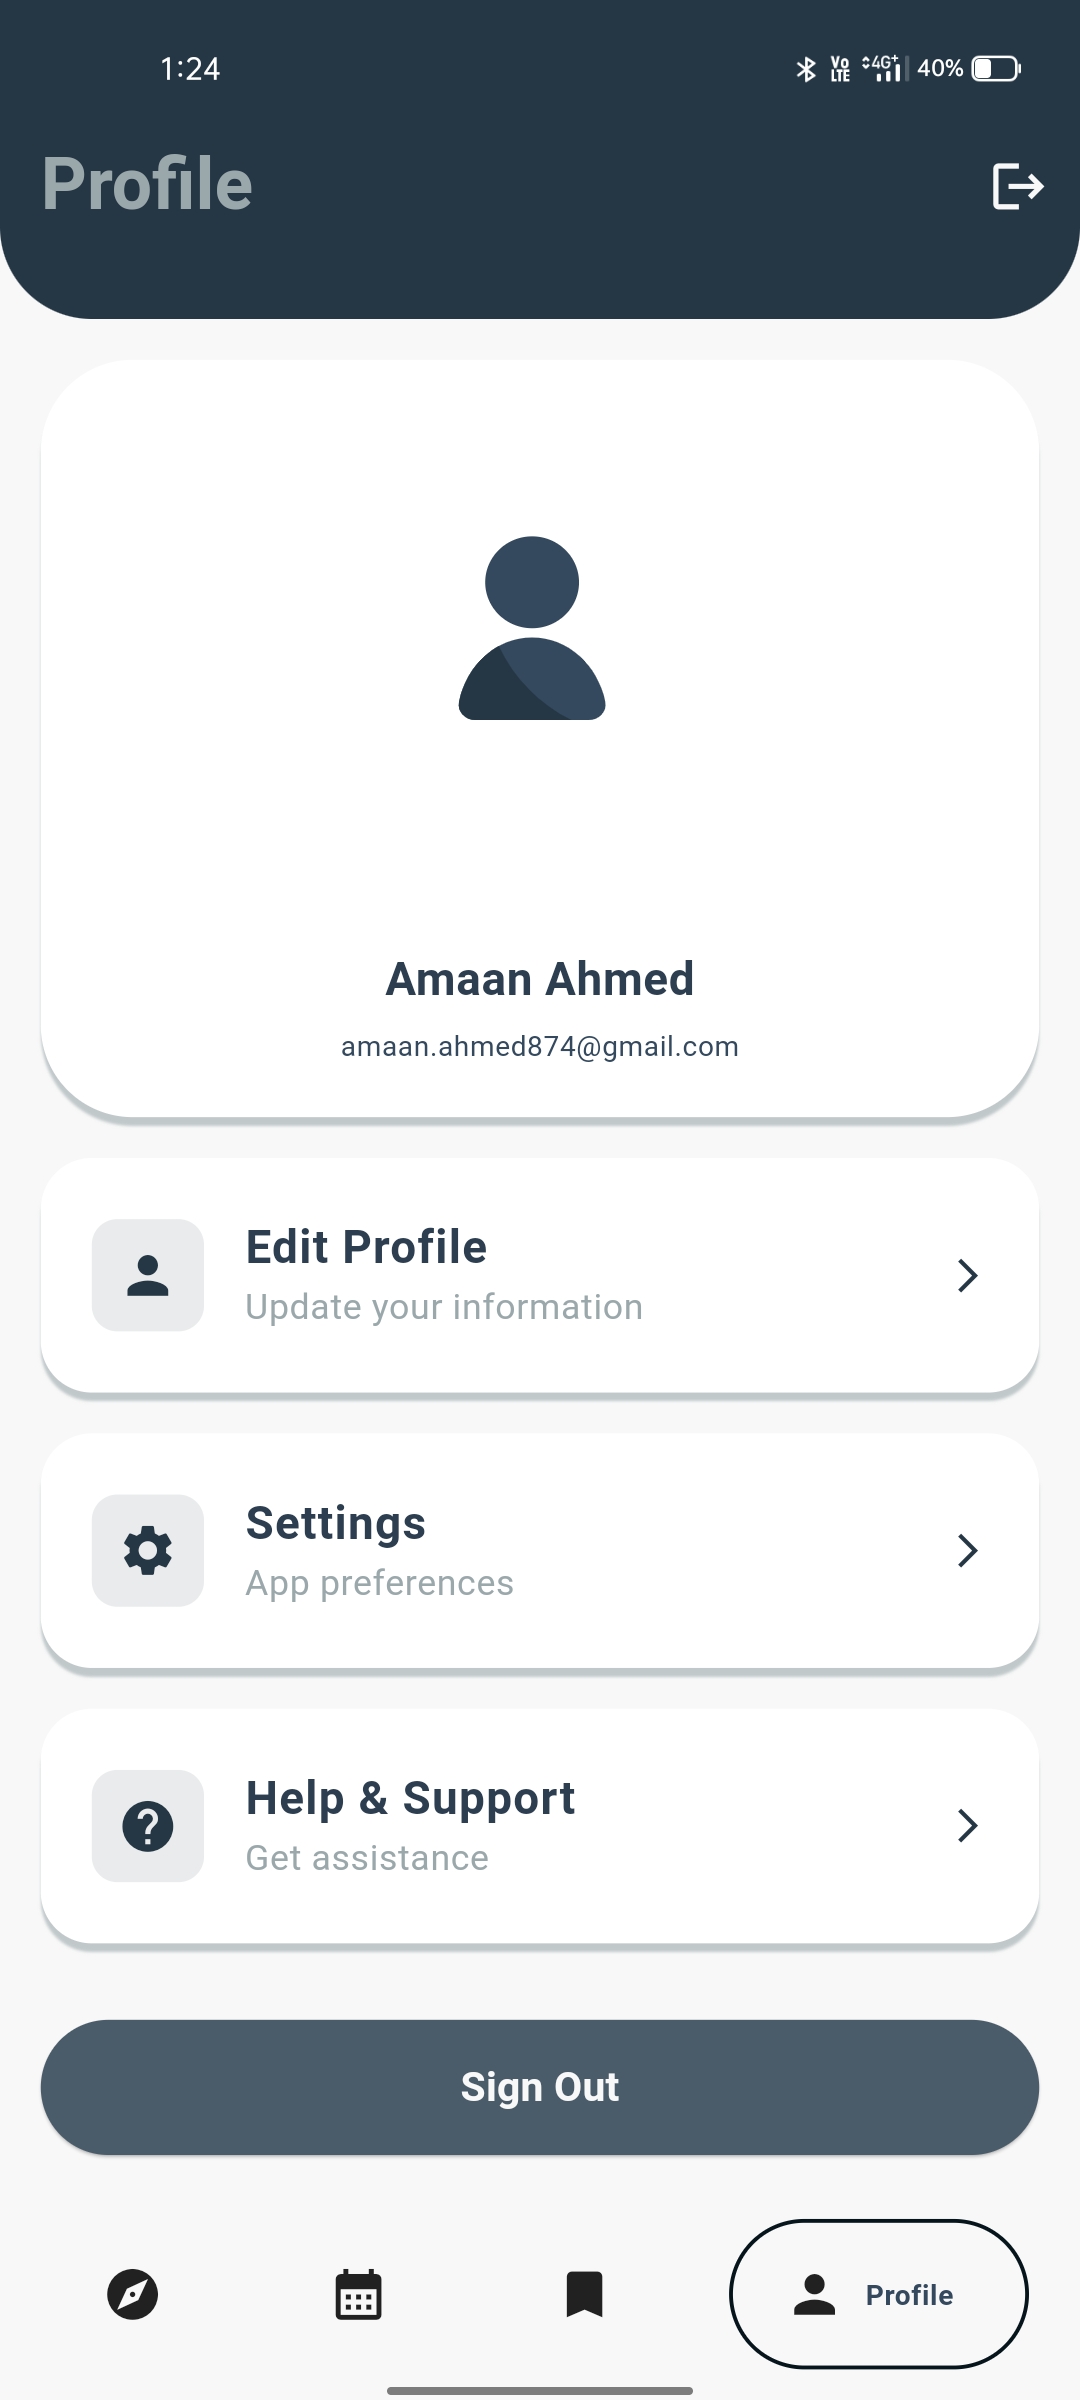 1:24
Vo LTE 4G+ 40%
Profile
Amaan Ahmed
amaan.ahmed874@gmail.com
Edit Profile
Update your information
Settings
App preferences
Help & Support
Get assistance
Sign Out
Profile